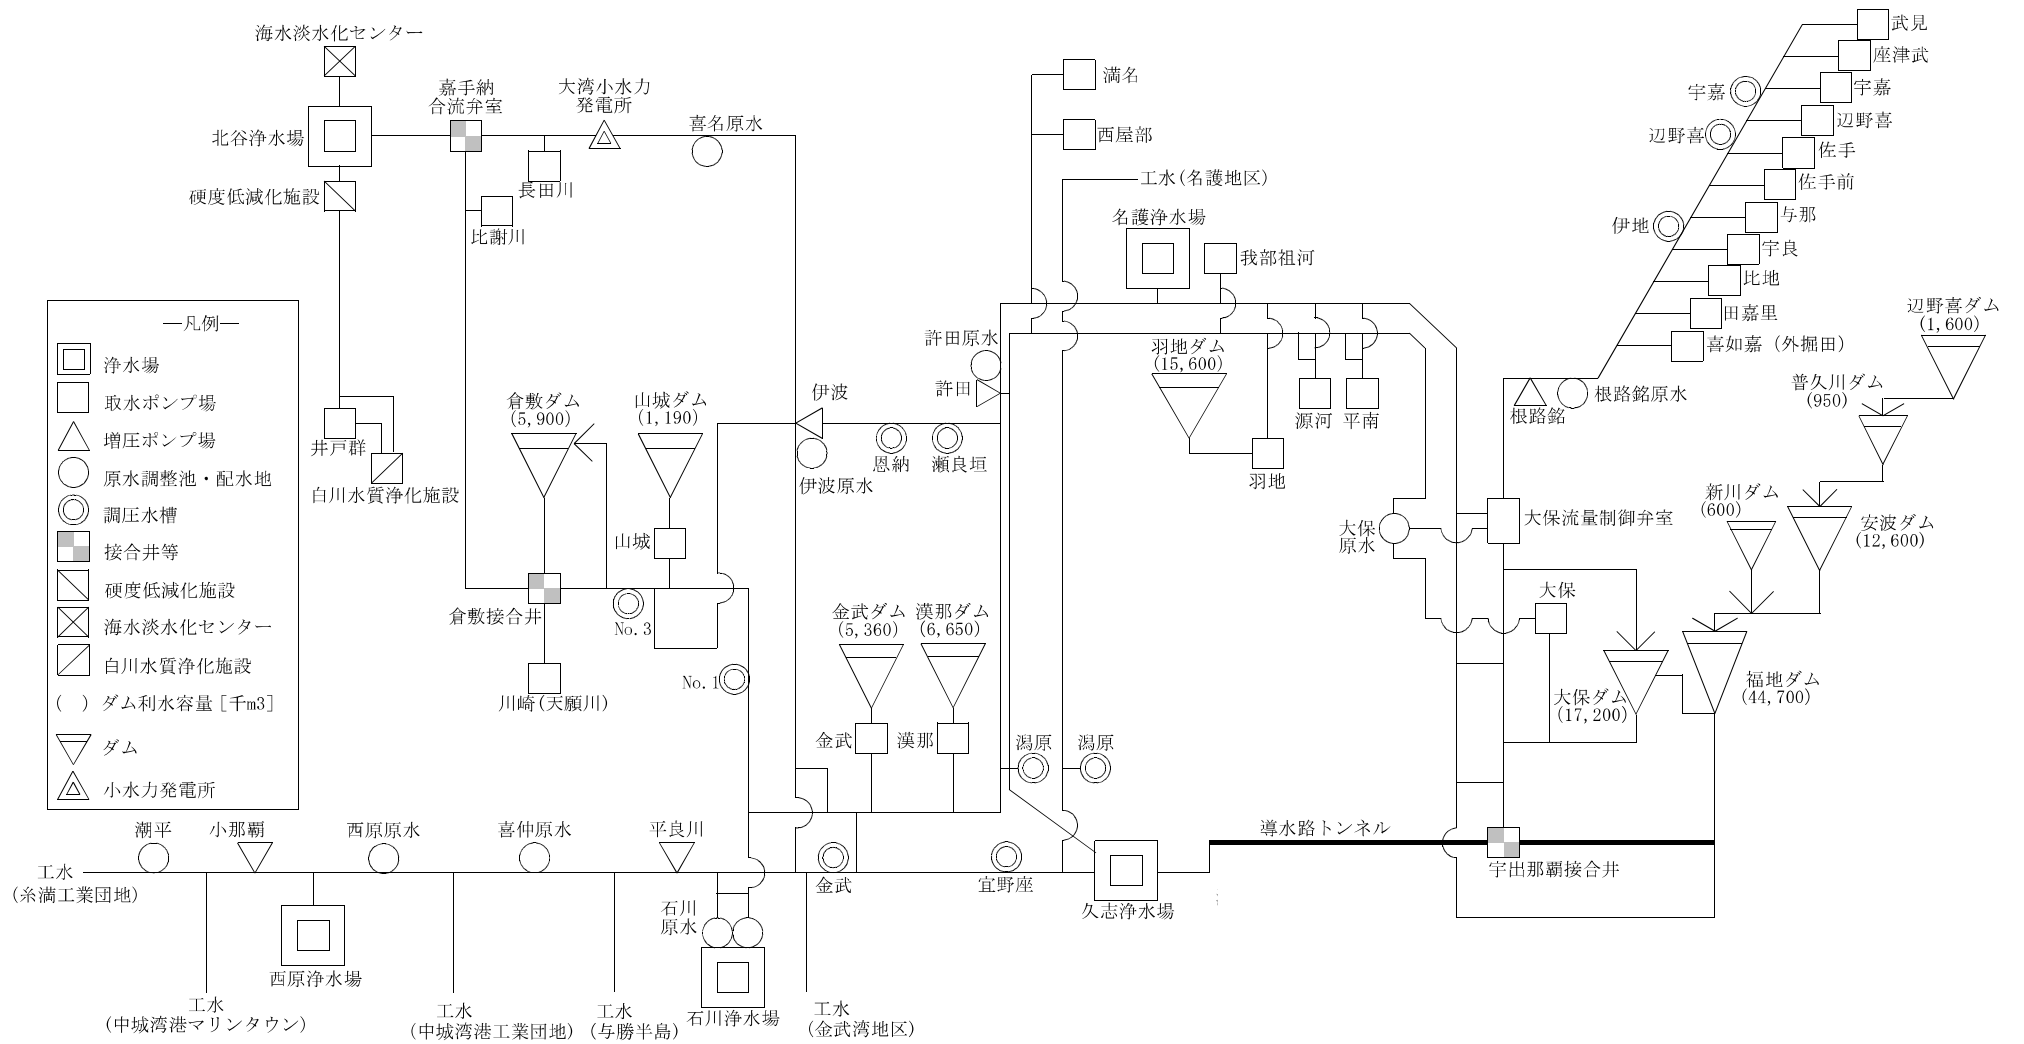 海水淡水化センター
北谷浄水場
硬度低減化施設
嘉手納
合流弁室
大湾小水力
発電所
喜名原水
長田川
比謝川
井戸群
白川水質浄化施設
―凡例―
浄水場
取水ポンプ場
増圧ポンプ場
原水調整池・配水地
調圧水槽
接合井等
硬度低減化施設
海水淡水化センター
白川水質浄化施設
( ) ダム利水容量[千m3]
ダム
小水力発電所
倉敷ダム
(5,900)
山城ダム
(1,190)
山城
倉敷接合井
No.3
川崎(天願川)
No.1
伊波
伊波原水
恩納
瀬良垣
許田原水
許田
金武ダム
(5,360)
漢那ダム
(6,650)
金武
漢那
潟原
潟原
満名
西屋部
工水(名護地区)
名護浄水場
我部祖河
羽地ダム
(15,600)
羽地
源河
平南
武見
座津武
宇嘉
辺野喜
佐手
佐手前
与那
宇良
比地
田嘉里
喜如嘉(外掘田)
宇嘉
辺野喜
伊地
根路銘
根路銘原水
辺野喜ダム
(1,600)
普久川ダム
(950)
新川ダム
(600)
安波ダム
(12,600)
福地ダム
(44,700)
大保流量制御弁室
大保
原水
大保
大保ダム
(17,200)
導水路トンネル
宇出那覇接合井
潮平
小那覇
西原原水
喜仲原水
平良川
金武
宜野座
久志浄水場
工水
(糸満工業団地)
西原浄水場
石川
原水
石川浄水場
工水
(中城湾港マリンタウン)
工水
(中城湾港工業団地)
工水
(与勝半島)
工水
(金武湾地区)